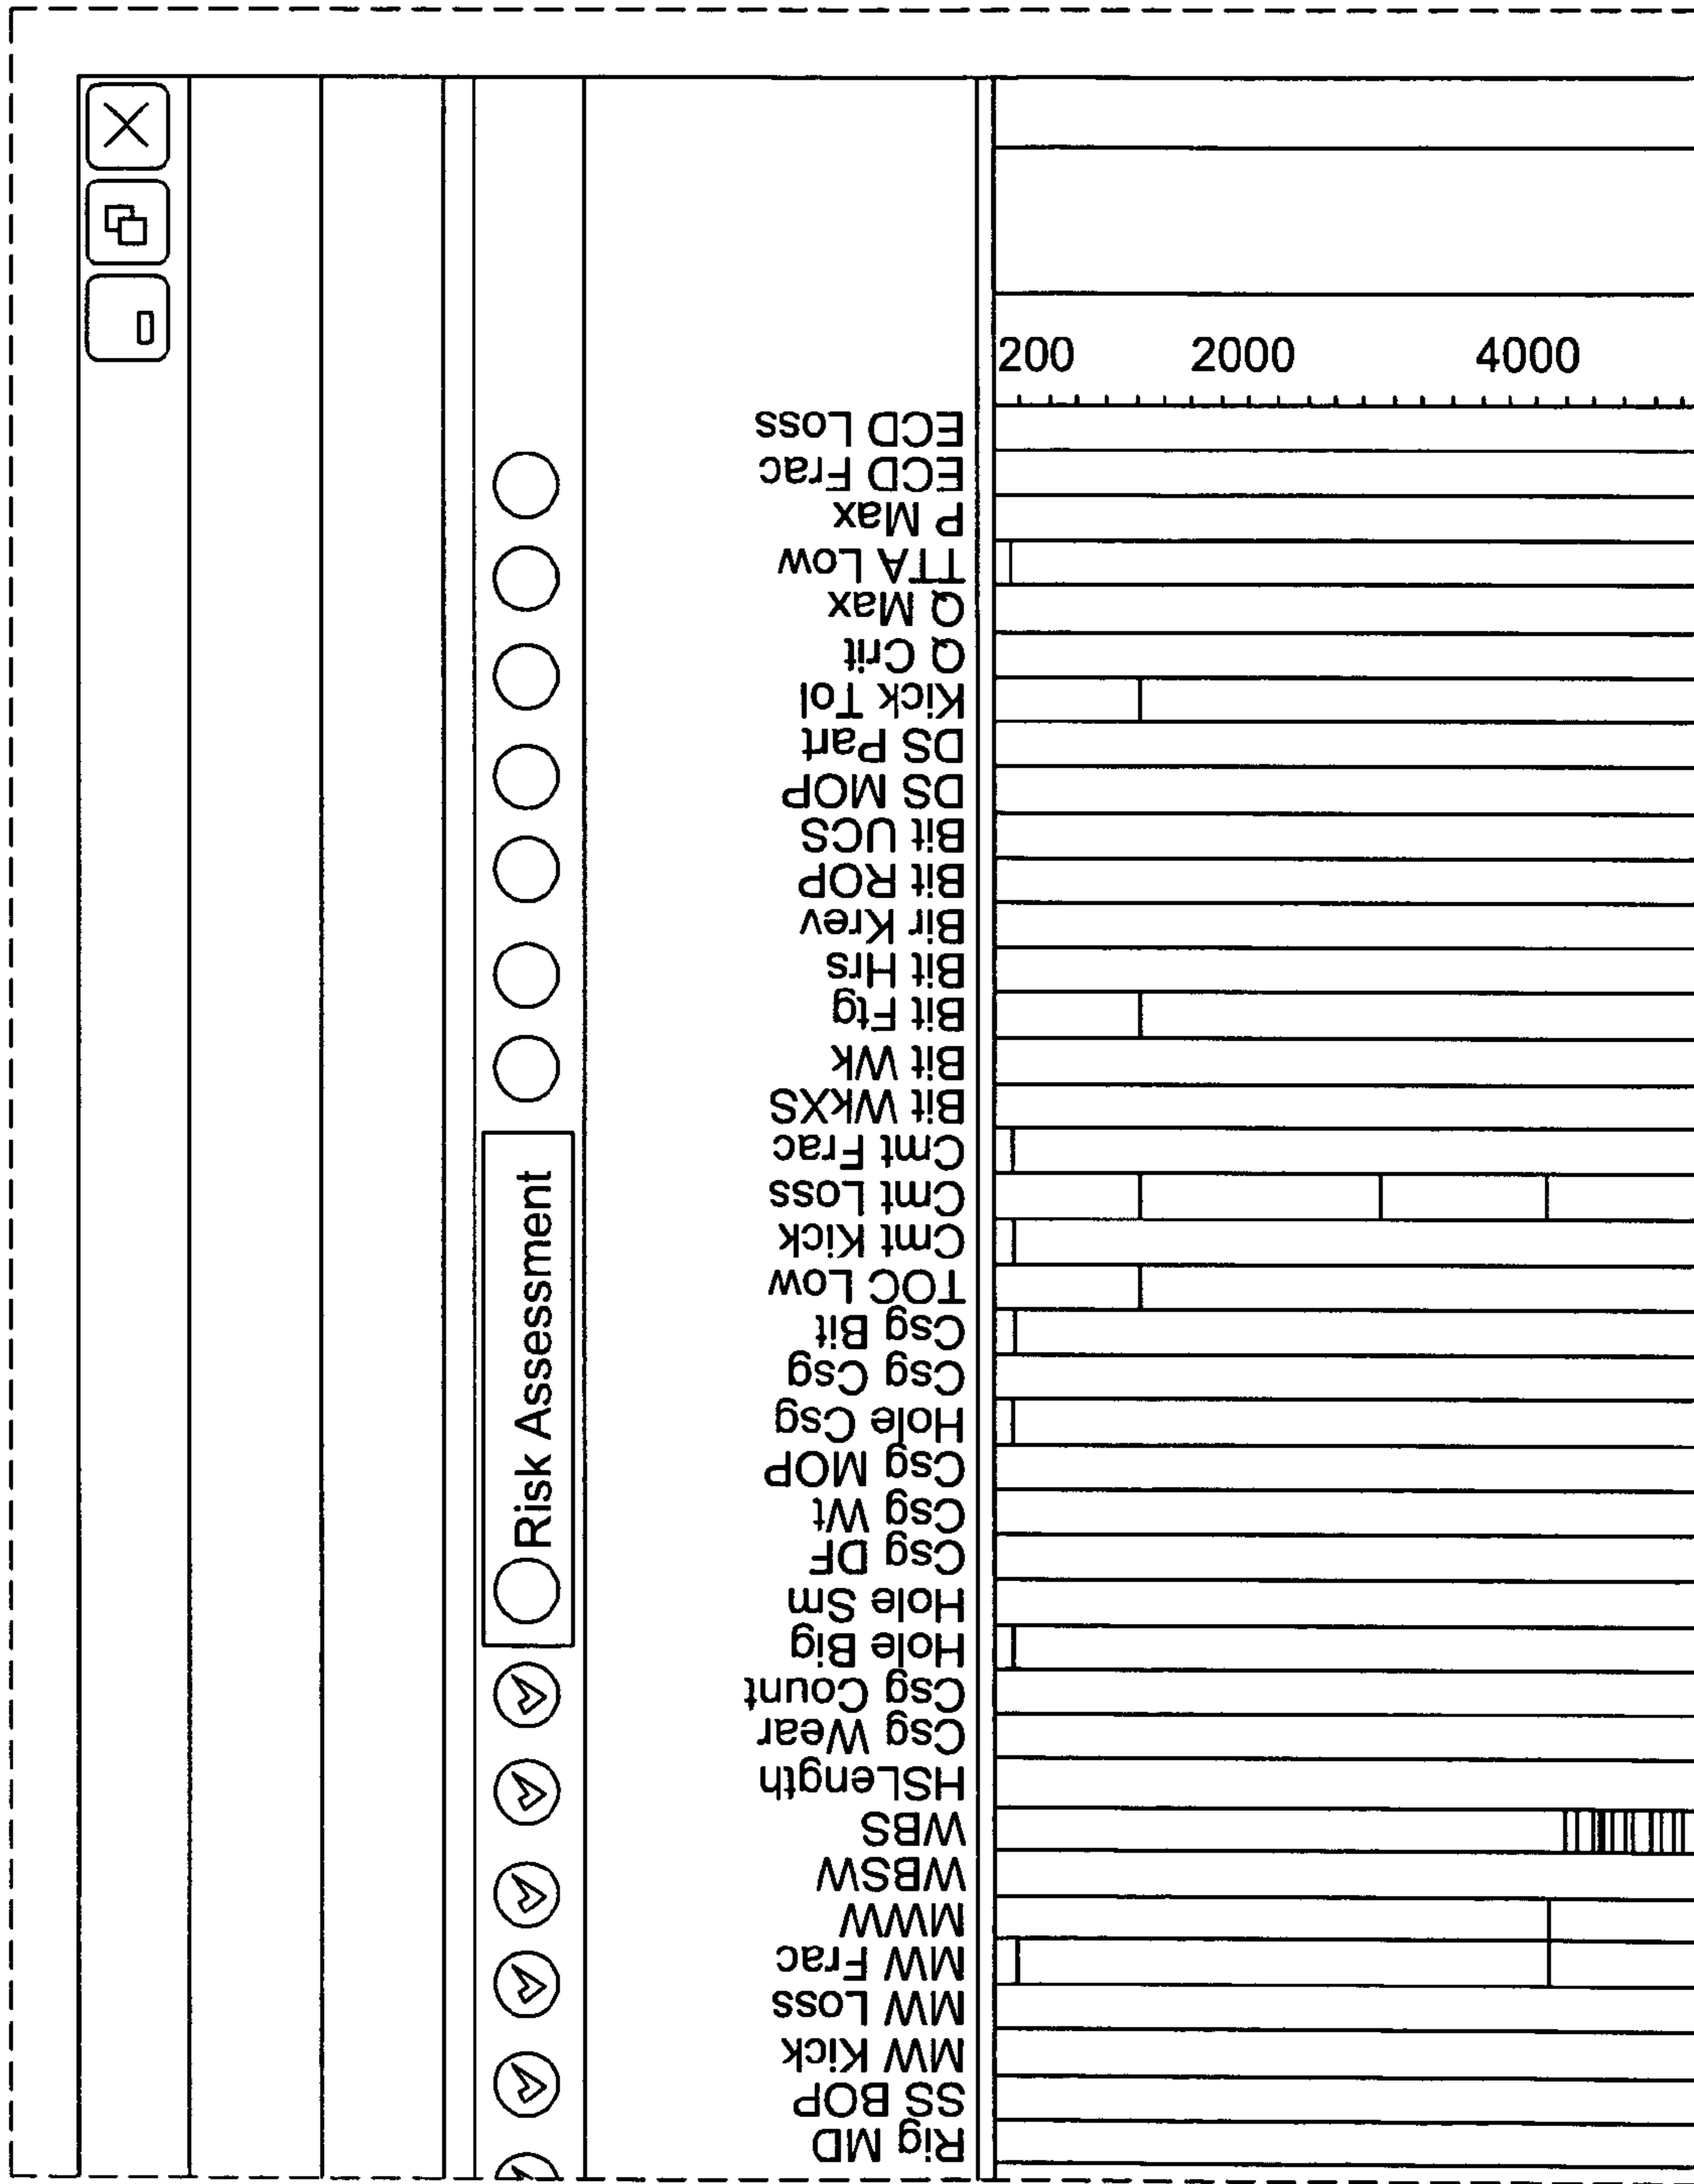 Risk Assessment
200
2000
4000
ECD Loss
ECD Frac
P Max
TTA Low
Q Max
Q Crit
Kick Tol
DS Part
DS MOP
Bit UCS
Bit ROP
Bir Krev
Bit Hrs
Bit Ftg
Bit Wk
Bit WkXS
Cmt Frac
Cmt Loss
Cmt Kick
TOC Low
Csg Bit
Csg Csg
Hole Csg
Csg MOP
Csg Wt
Csg DF
Hole Sm
Hole Big
Csg Count
Csg Wear
HSLength
WBS
WBSW
MWW
MW Frac
MW Loss
MW Kick
SS BOP
Rig MD